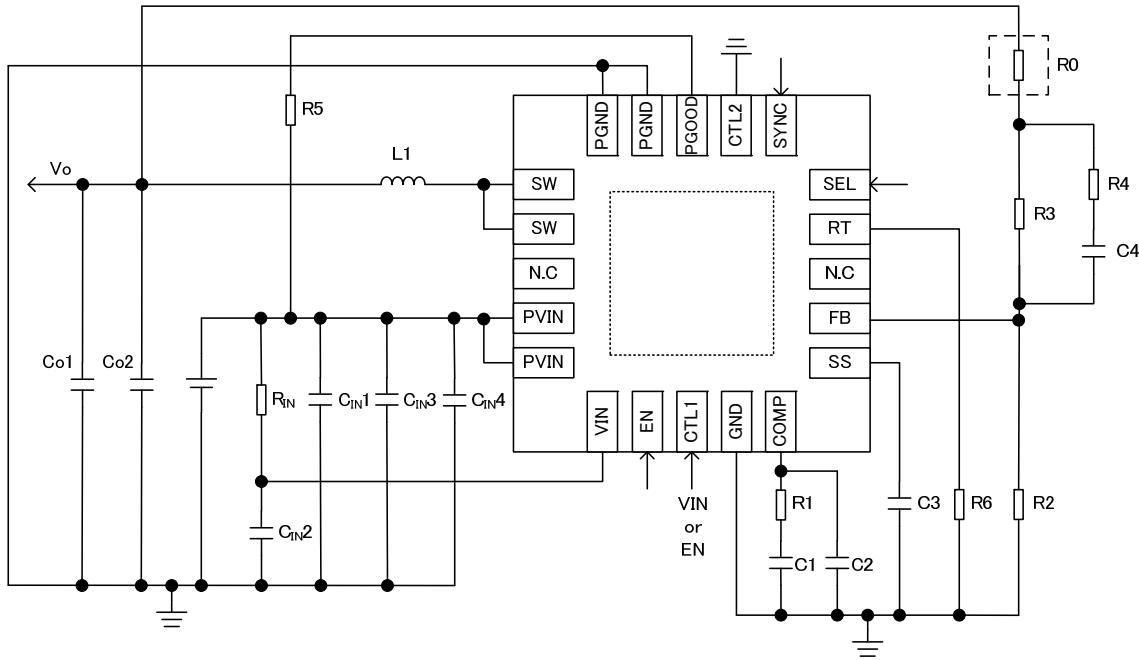 R0
R5
PGND
PGND
PGOOD
CTL2
SYNC
L1
Vo
SW
SEL
R4
SW
RT
R3
C4
N.C
N.C
PVIN
FB
PVIN
SS
Co1
Co2
RIN
CIN1
CIN3
CIN4
VIN
EN
CTL1
GND
COMP
VIN
or
EN
R1
C3
R6
R2
CIN2
C1
C2